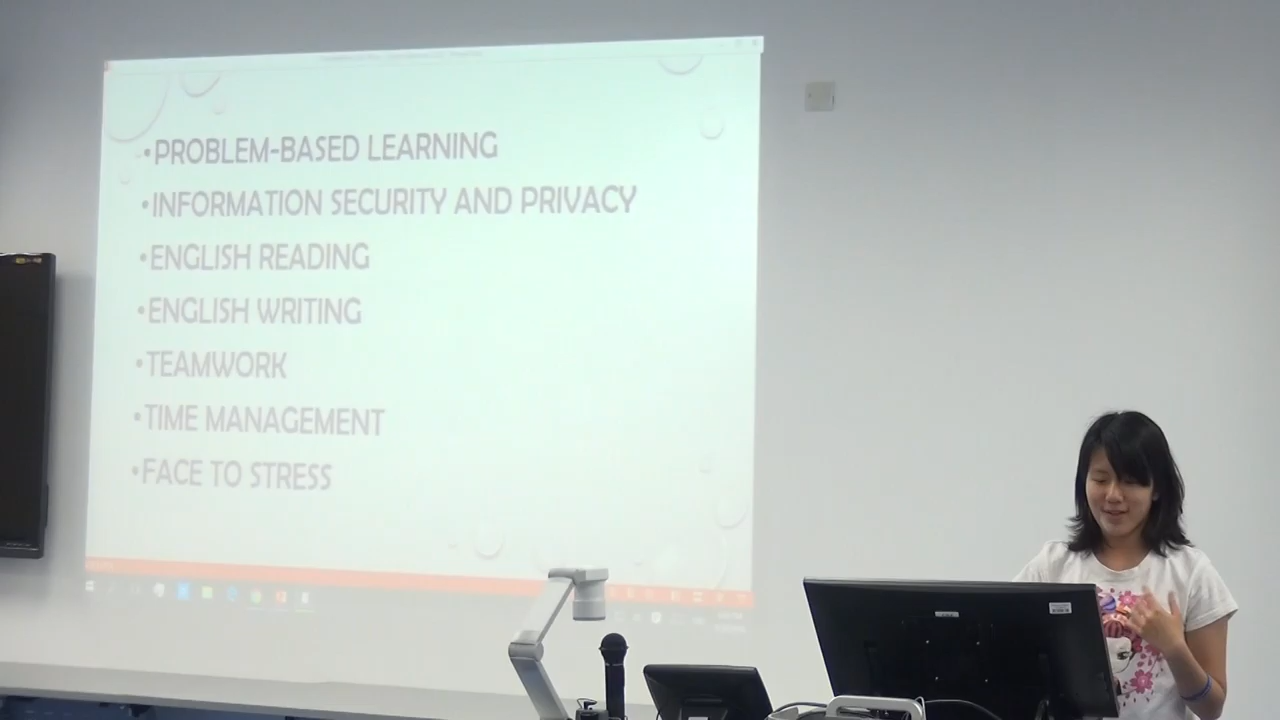 •PROBLEM-BASED LEARNING
•INFORMATION SECURITY AND PRIVACY
•ENGLISH READING
•ENGLISH WRITING
•TEAMWORK
•TIME MANAGEMENT
•FACE TO STRESS